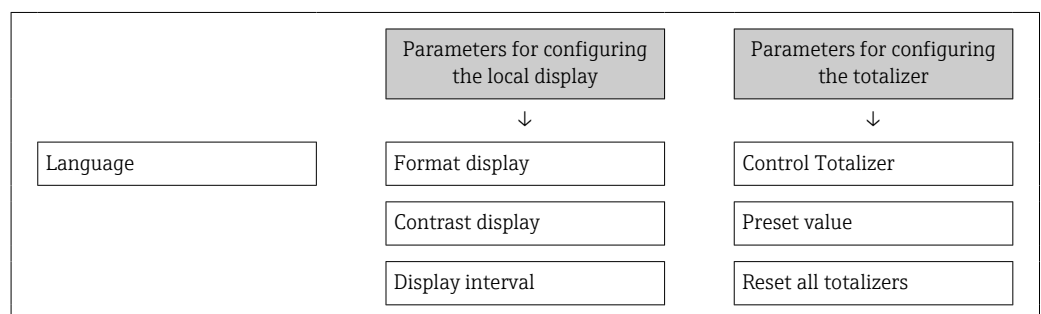 Parameters for configuring
the local display
Parameters for configuring
the totalizer
↓
↓
Language
Format display
Control Totalizer
Contrast display
Preset value
Display interval
Reset all totalizers